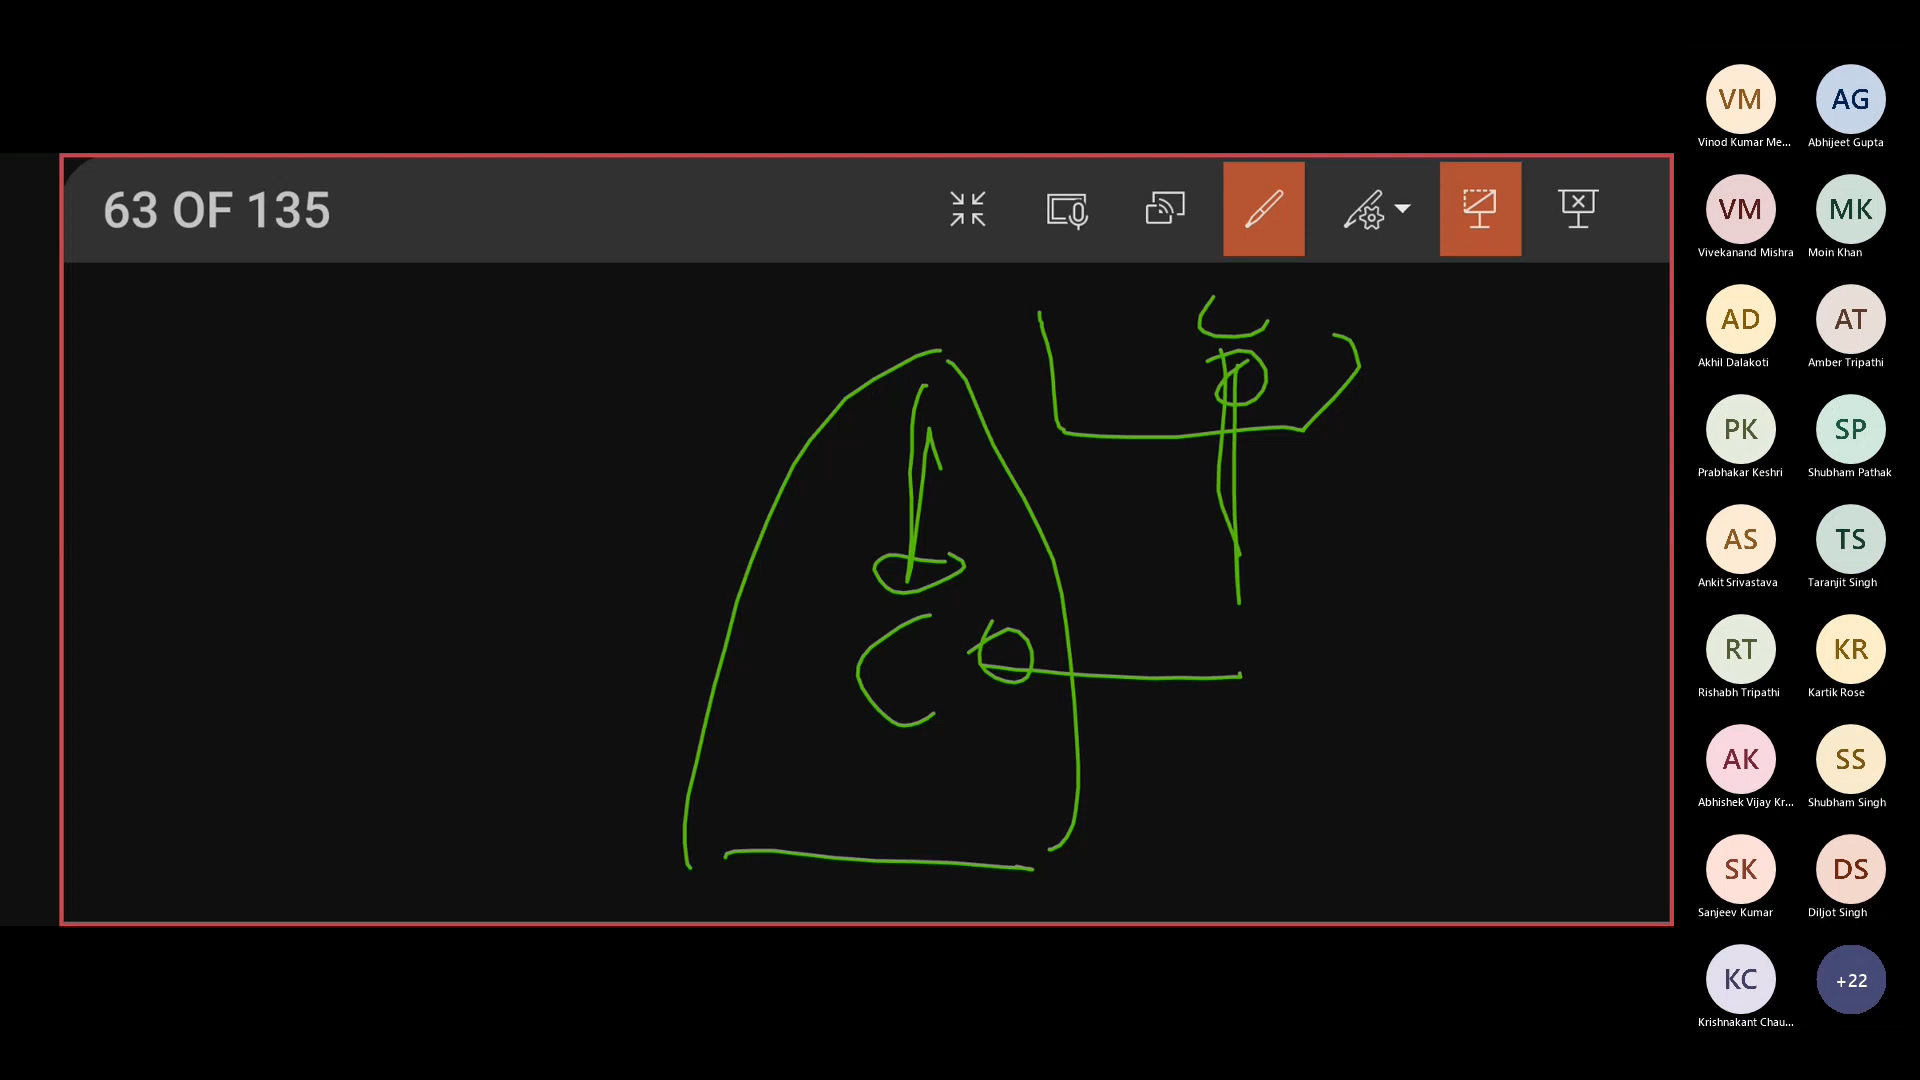 63 OF 135
VM AG
Vinod Kumar Me... Abhijeet Gupta
VM MK
Vivekanand Mishra Moin Khan
AD AT
Akhil Dalakoti Amber Tripathi
PK SP
Prabhakar Keshri Shubham Pathak
AS TS
Ankit Srivastava Taranjit Singh
RT KR
Rishabh Tripathi Kartik Rose
AK SS
Abhishek Vijay Kr... Shubham Singh
SK DS
Sanjeev Kumar Diljot Singh
KC +22
Krishnakant Chau...